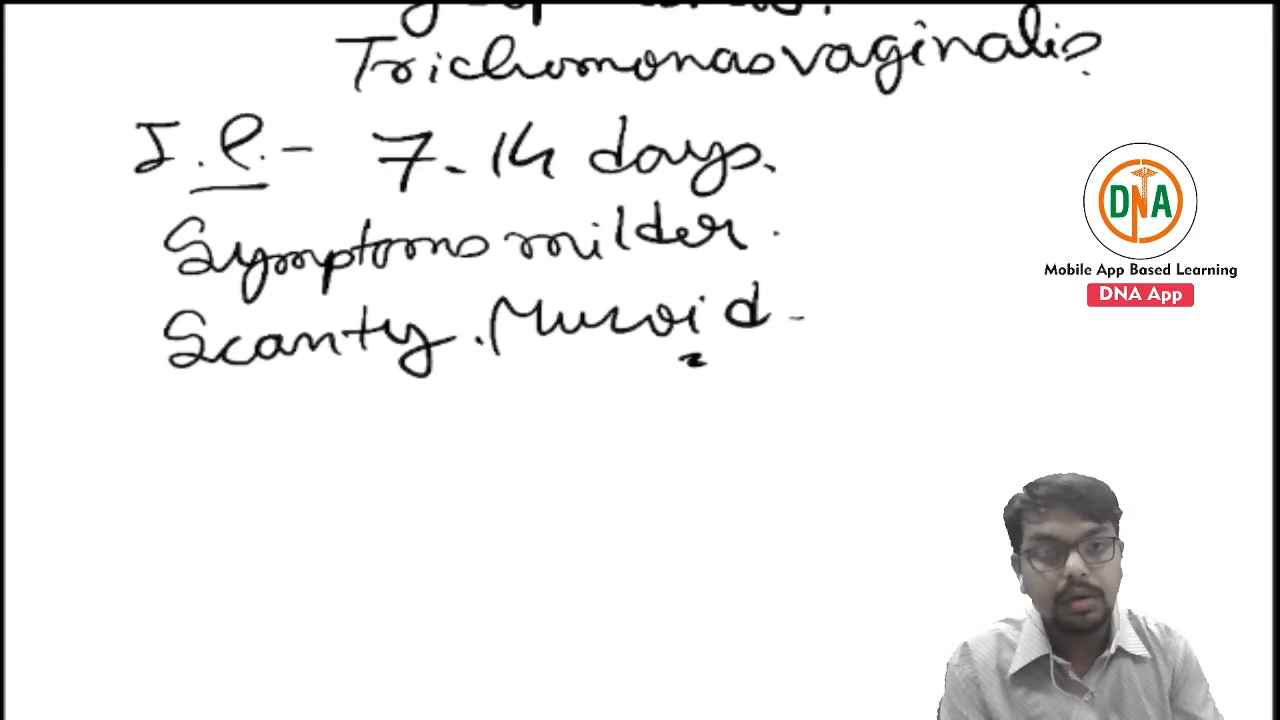 Trichomonas vaginalis
I.P.- 7-14 days.
Symptoms milder.
Scanty. Mucoid-
DNA
Mobile App Based Learning
DNA App